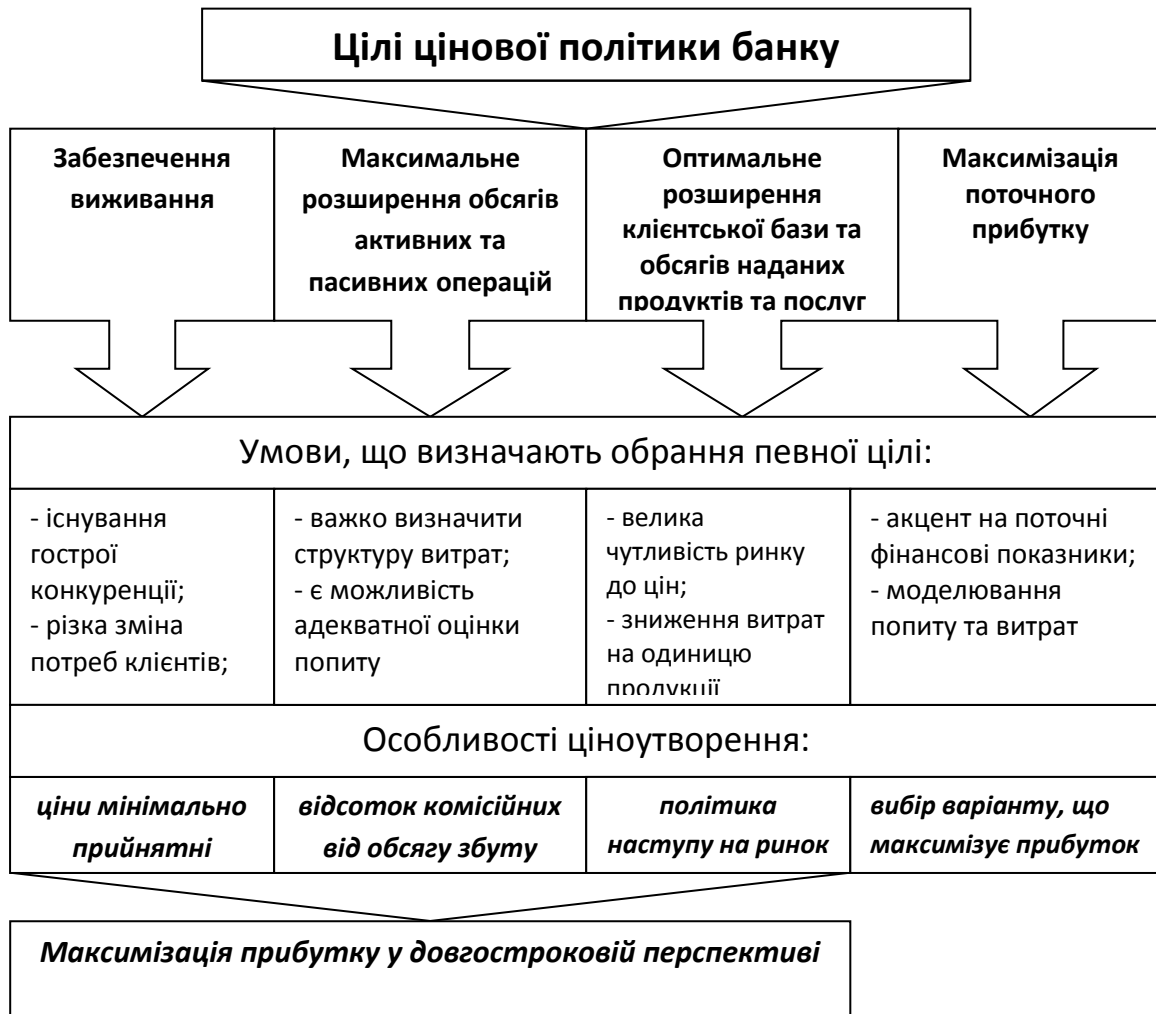 Цілі цінової політики банку
Забезпечення
виживання
Максимальне
розширення обсягів
активних та
пасивних операцій
Оптимальне
розширення
клієнтської бази та
обсягів наданих
продуктів та послуг
Максимізація
поточного
прибутку
Умови, що визначають обрання певної цілі:
- існування
гострої
конкуренції;
- різка зміна
потреб клієнтів;
- важко визначити
структуру витрат;
- є можливість
адекватної оцінки
попиту
- велика
чутливість ринку
до цін;
- зниження витрат
на одиницю
продукції
- акцент на поточні
фінансові показники;
- моделювання
попиту та витрат
Особливості ціноутворення:
ціни мінімально
прийнятні
відсоток комісійних
від обсягу збуту
політика
наступу на ринок
вибір варіанту, що
максимізує прибуток
Максимізація прибутку у довгостроковій перспективі